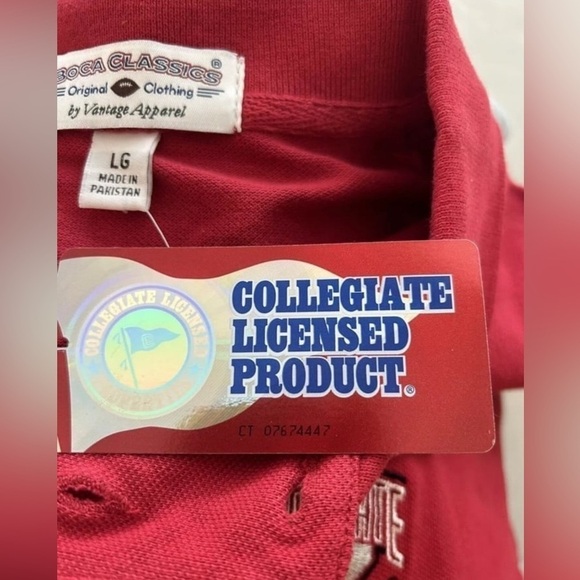 BOCA CLASSICS®
Original Clothing
by Vantage Apparel
LG
MADE IN
PAKISTAN
COLLEGIATE LICENSED
COLLEGIATE
LICENSED
PRODUCT®
CT 07674447